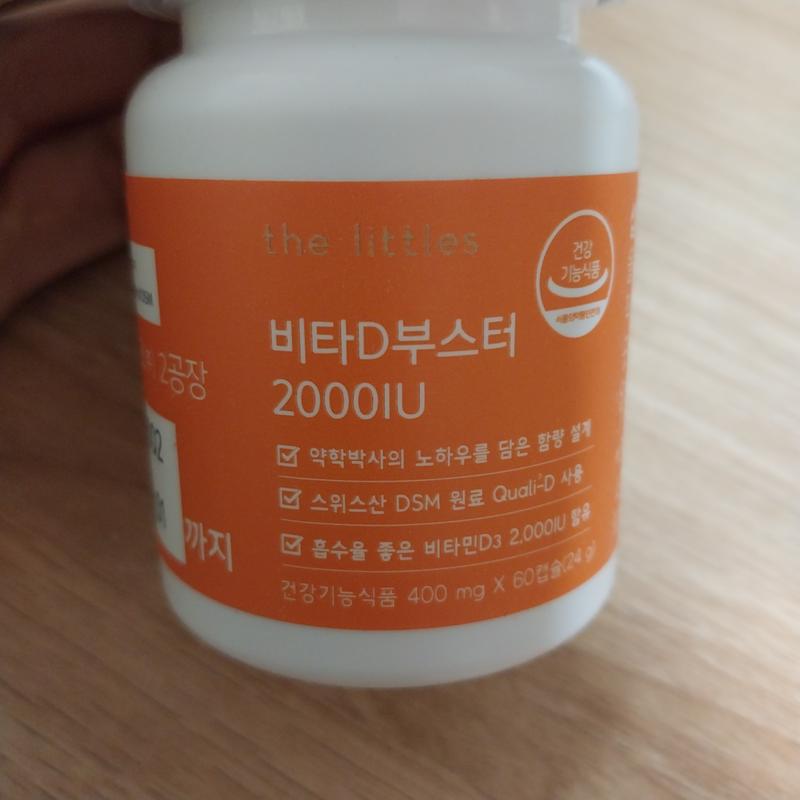 the littles
건강
기능식품
비타D부스터
2000IU
약학박사의 노하우를 담은 함량 설계
스위스산 DSM 원료 Quali®-D 사용
흡수율 좋은 비타민D3 2,000IU 함유
건강기능식품 400 mg X 60캡슐(24 g)
2공장
까지